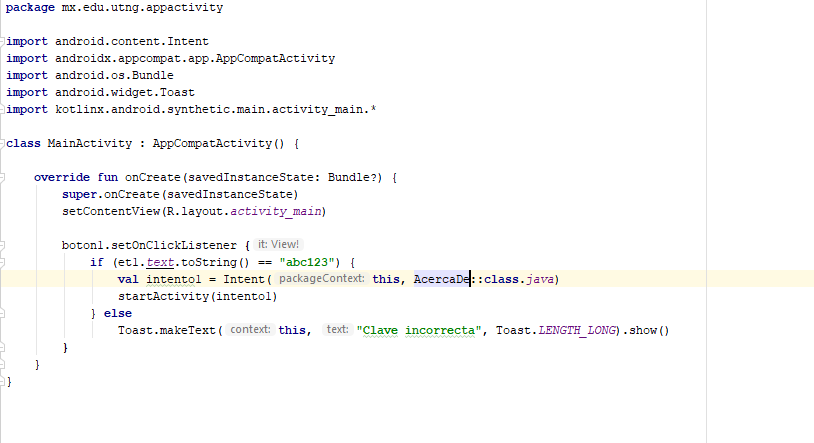 package mx.edu.utng.appactivity
import android.content.Intent
import androidx.appcompat.app.AppCompatActivity
import android.os.Bundle
import android.widget.Toast
import kotlinx.android.synthetic.main.activity_main.*
class MainActivity : AppCompatActivity() {
override fun onCreate(savedInstanceState: Bundle?) {
super.onCreate(savedInstanceState)
setContentView(R.layout.activity_main)
boton1.setOnClickListener { it: View!
if (et1.text.toString() == "abc123") {
val intento1 = Intent( packageContext: this, AcercaDe::class.java)
startActivity(intento1)
} else
Toast.makeText( context: this, text: "Clave incorrecta", Toast.LENGTH_LONG).show()
}
}
}